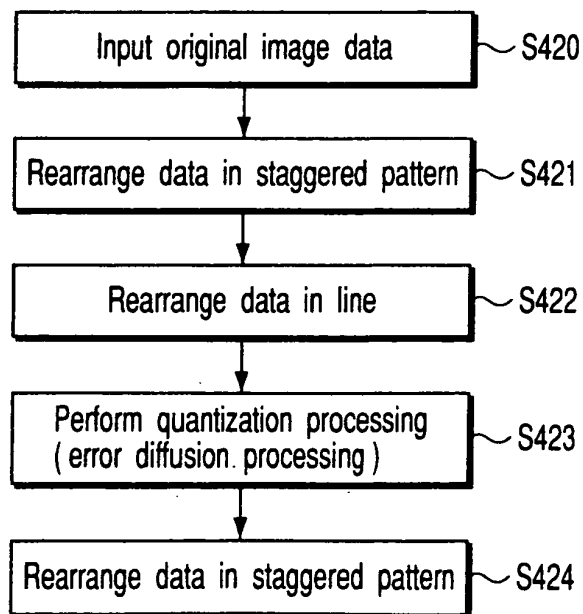 Input original image data
S420
Rearrange data in staggered pattern
S421
Rearrange data in line
S422
Perform quantization processing
(error diffusion.processing)
S423
Rearrange data in staggered pattern
S424